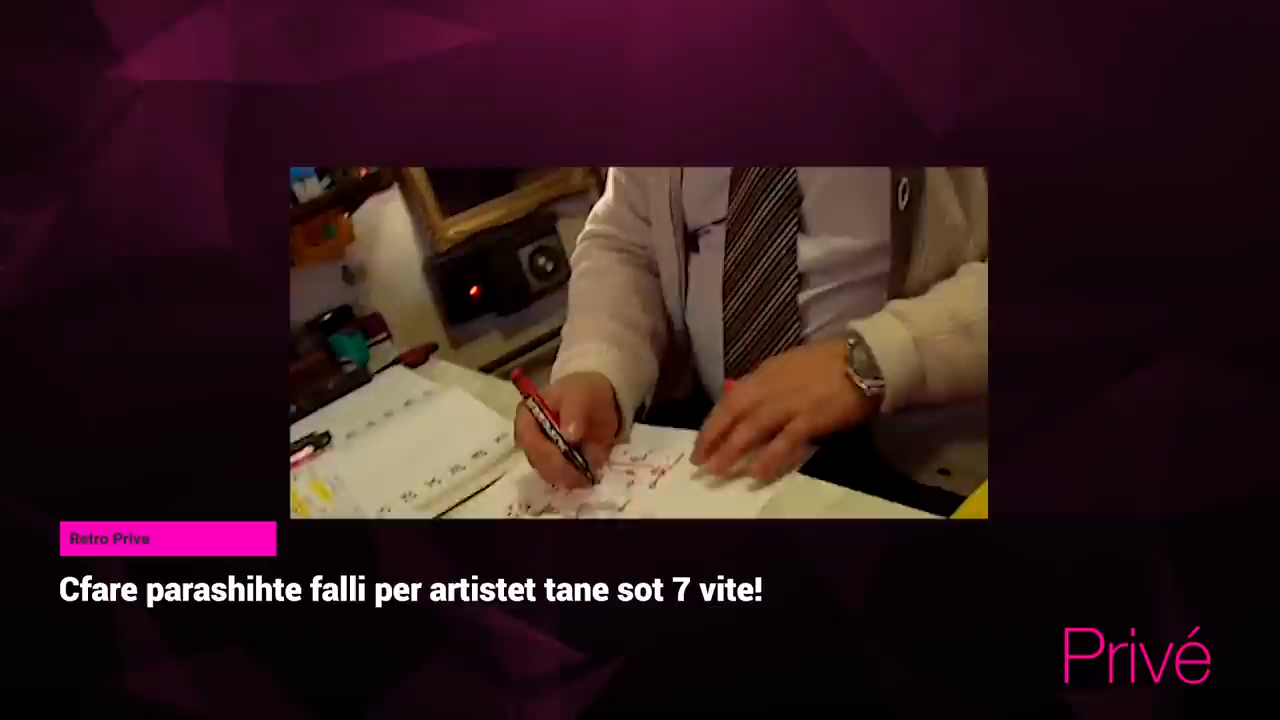 Retro Prive
Cfare parashihte falli per artistet tane sot 7 vite!
Privé